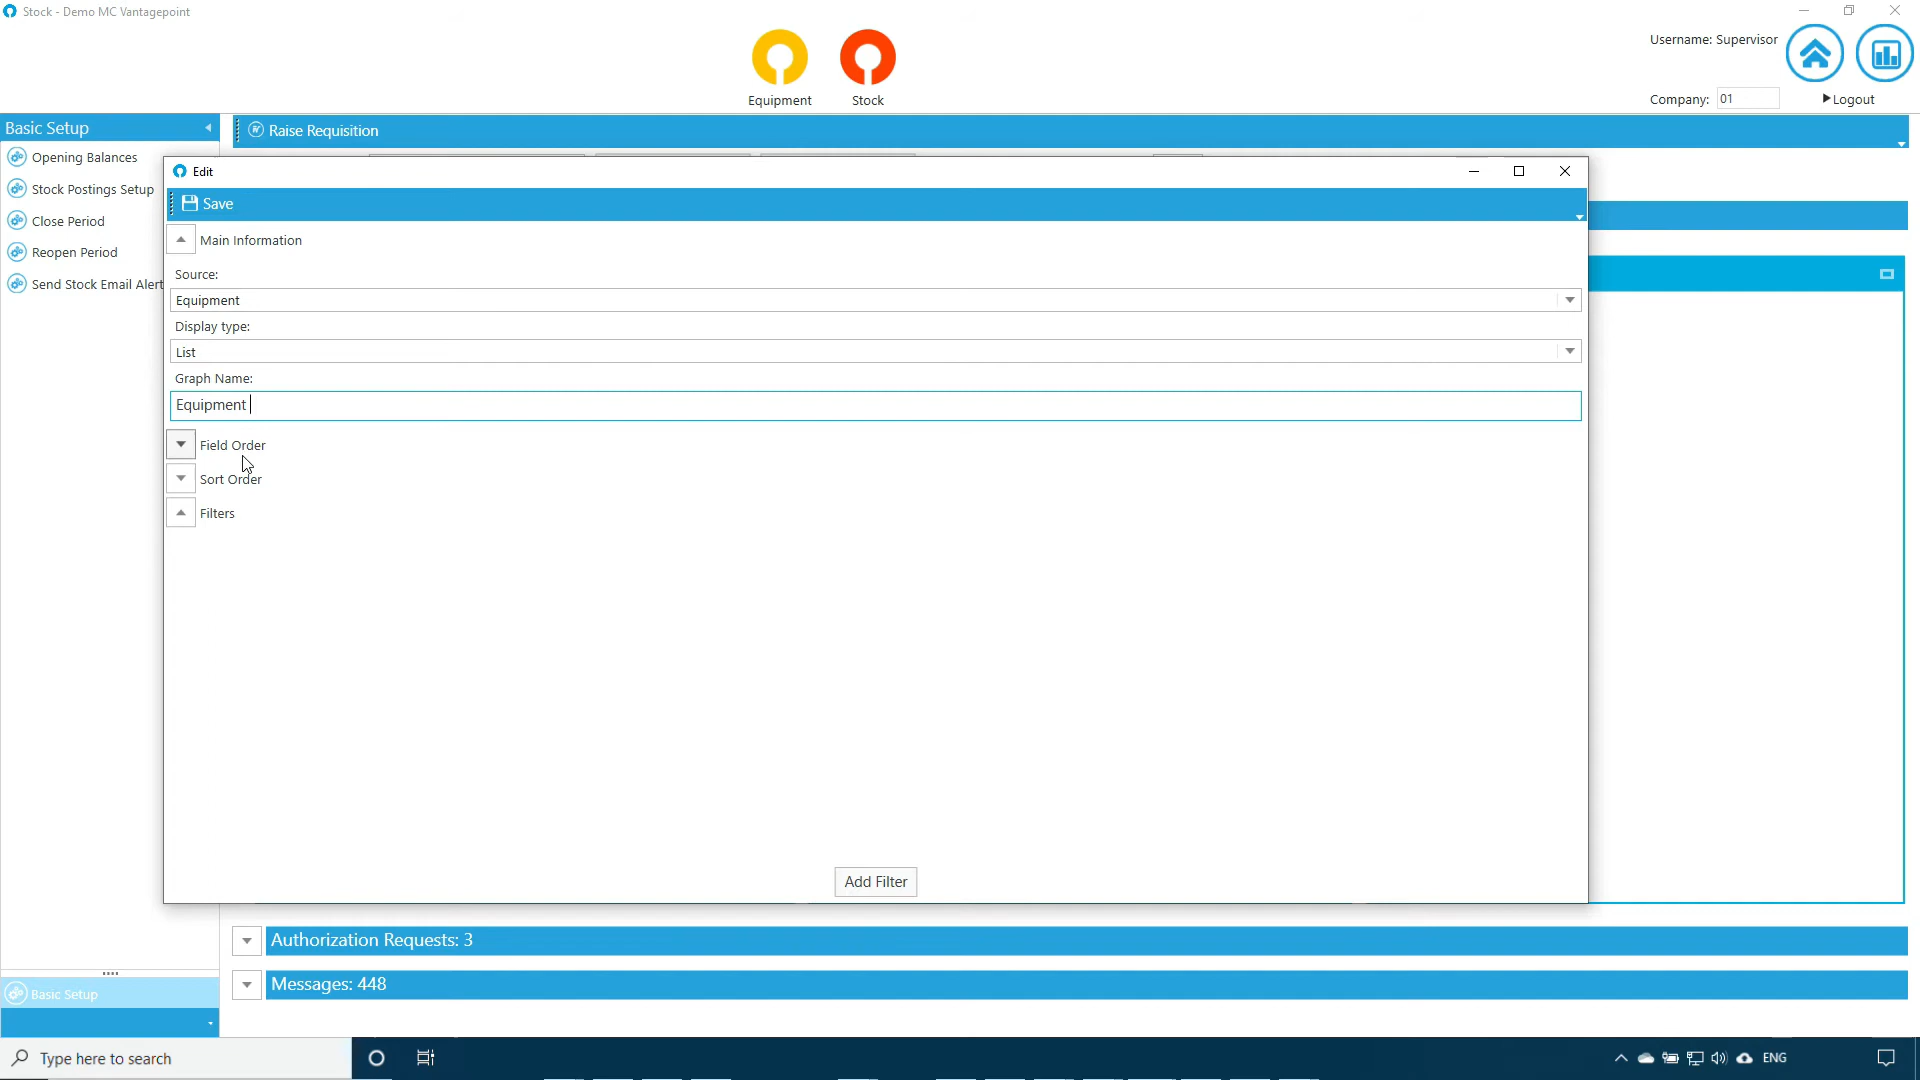 Stock - Demo MC Vantagepoint
Equipment
Stock
Username: Supervisor
Company: 01
Logout
Basic Setup
Raise Requisition
Opening Balances
Stock Postings Setup
Close Period
Reopen Period
Send Stock Email Alert
Edit
Save
Main Information
Source:
Equipment
Display type:
List
Graph Name:
Equipment
Field Order
Sort Order
Filters
Add Filter
Authorization Requests: 3
Messages: 448
Basic Setup
Type here to search
ENG